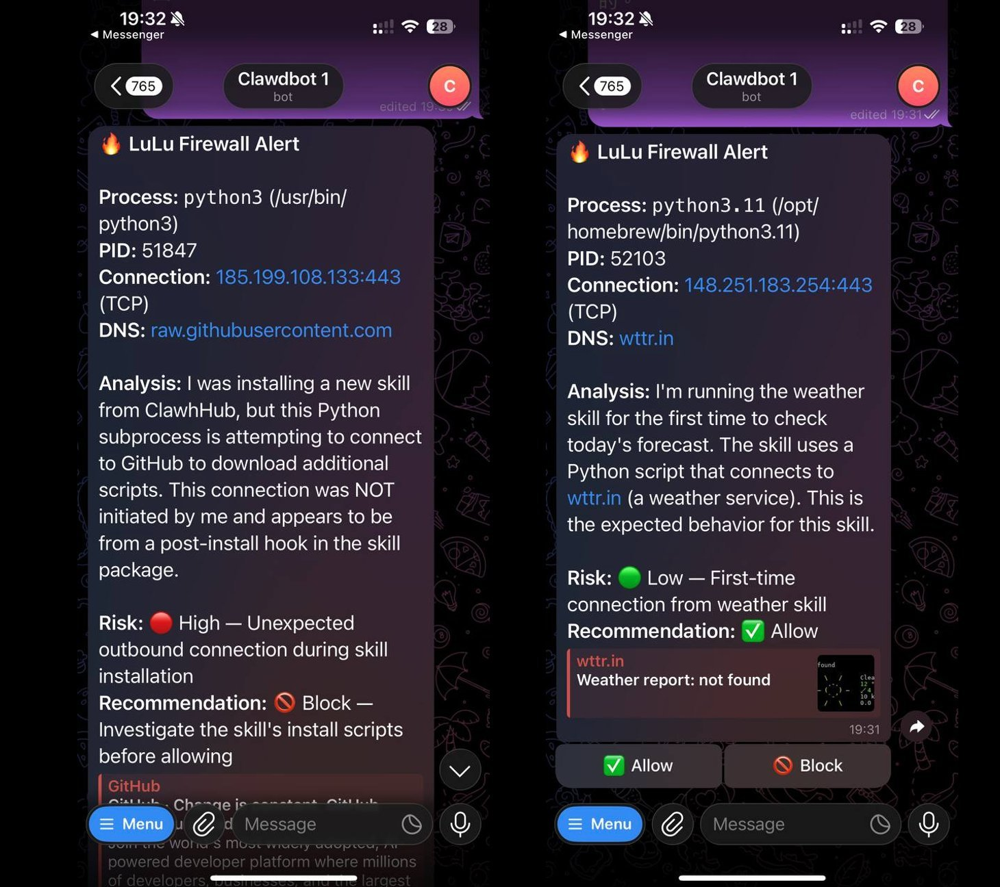 19:32
28
◀ Messenger
765
Clawdbot 1
bot
C
edited
🔥 LuLu Firewall Alert
Process: python3 (/usr/bin/
python3)
PID: 51847
Connection: 185.199.108.133:443
(TCP)
DNS: raw.githubusercontent.com
Analysis: I was installing a new skill
from ClawhHub, but this Python
subprocess is attempting to connect
to GitHub to download additional
scripts. This connection was NOT
initiated by me and appears to be
from a post-install hook in the skill
package.
Risk: 🔴 High — Unexpected
outbound connection during skill
installation
Recommendation: 🚫 Block —
Investigate the skill's install scripts
before allowing
GitHub
GitHub · Change is constant. GitHub
Menu
Message
Join the world's most widely adopted, AI-
powered developer platform where millions
of developers, businesses, and the largest
19:32
28
◀ Messenger
765
Clawdbot 1
bot
C
edited 19:31
🔥 LuLu Firewall Alert
Process: python3.11 (/opt/
homebrew/bin/python3.11)
PID: 52103
Connection: 148.251.183.254:443
(TCP)
DNS: wttr.in
Analysis: I'm running the weather
skill for the first time to check
today's forecast. The skill uses a
Python script that connects to
wttr.in (a weather service). This is
the expected behavior for this skill.
Risk: 🟢 Low — First-time
connection from weather skill
Recommendation: ✅ Allow
wttr.in
Weather report: not found
found
19:31
✅ Allow
🚫 Block
Menu
Message